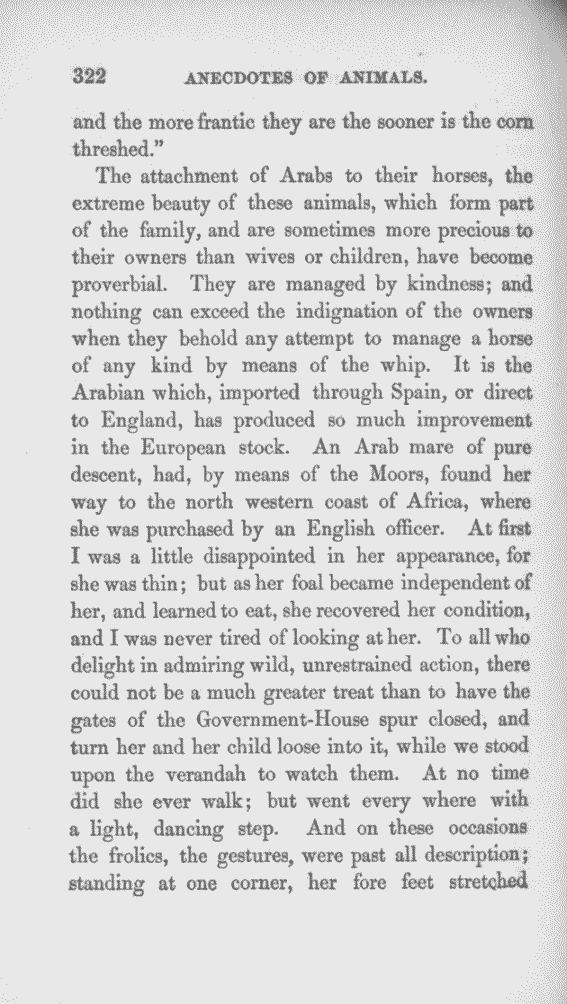 322 ANECDOTES OF ANIMALS.
and the more frantic they are the sooner is the corn
threshed.”
The attachment of Arabs to their horses, the
extreme beauty of these animals, which form part
of the family, and are sometimes more precious to
their owners than wives or children, have become
proverbial. They are managed by kindness; and
nothing can exceed the indignation of the owners
when they behold any attempt to manage a horse
of any kind by means of the whip. It is the
Arabian which, imported through Spain, or direct
to England, has produced so much improvement
in the European stock. An Arab mare of pure
descent, had, by means of the Moors, found her
way to the north western coast of Africa, where
she was purchased by an English officer. At first
I was a little disappointed in her appearance, for
she was thin; but as her foal became independent of
her, and learned to eat, she recovered her condition,
and I was never tired of looking at her. To all who
delight in admiring wild, unrestrained action, there
could not be a much greater treat than to have the
gates of the Government-House spur closed, and
turn her and her child loose into it, while we stood
upon the verandah to watch them. At no time
did she ever walk; but went every where with
a light, dancing step. And on these occasions
the frolics, the gestures, were past all description;
standing at one corner, her fore feet stretched